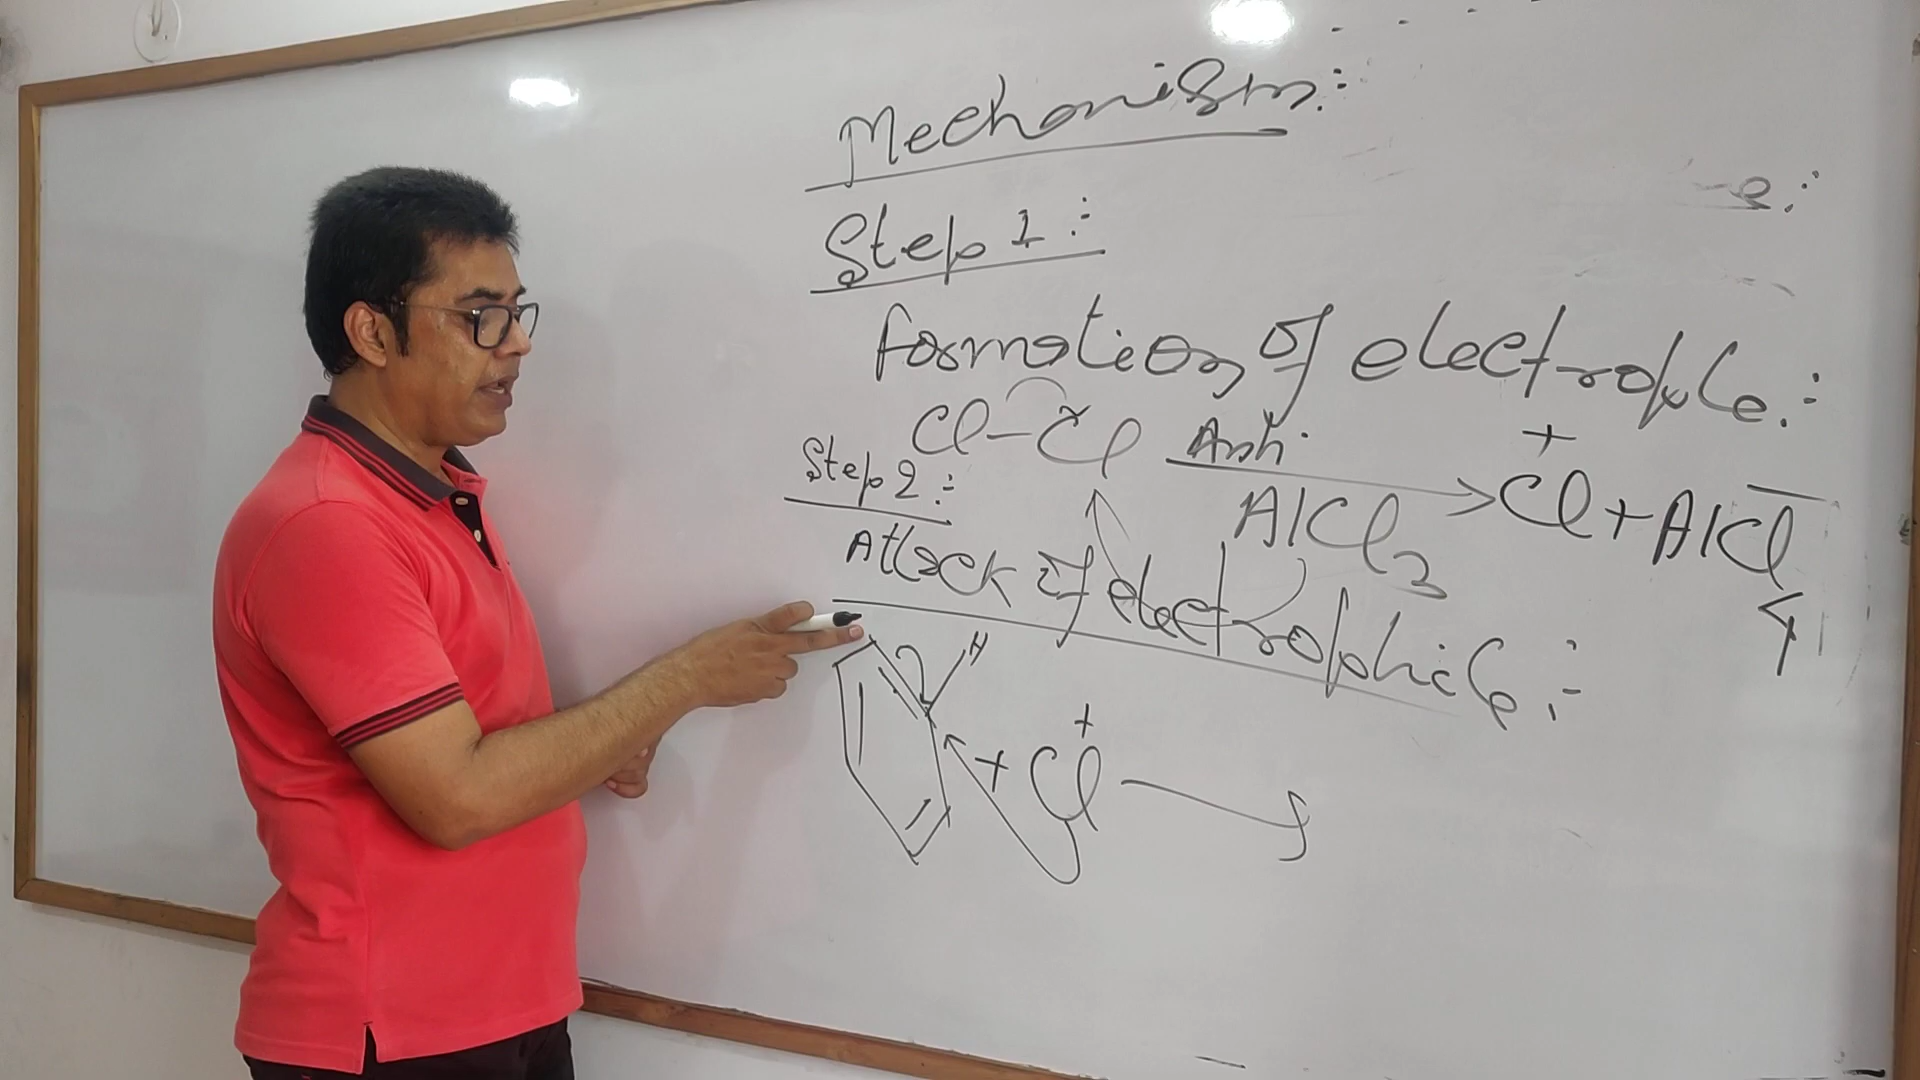 Mechanism:
Step 1:
Formation of electrophile:
Cl-Cl Anh. AlCl3 → Cl+ + AlCl4-
Step 2:
Attack of electrophile:
H
+ Cl+ →